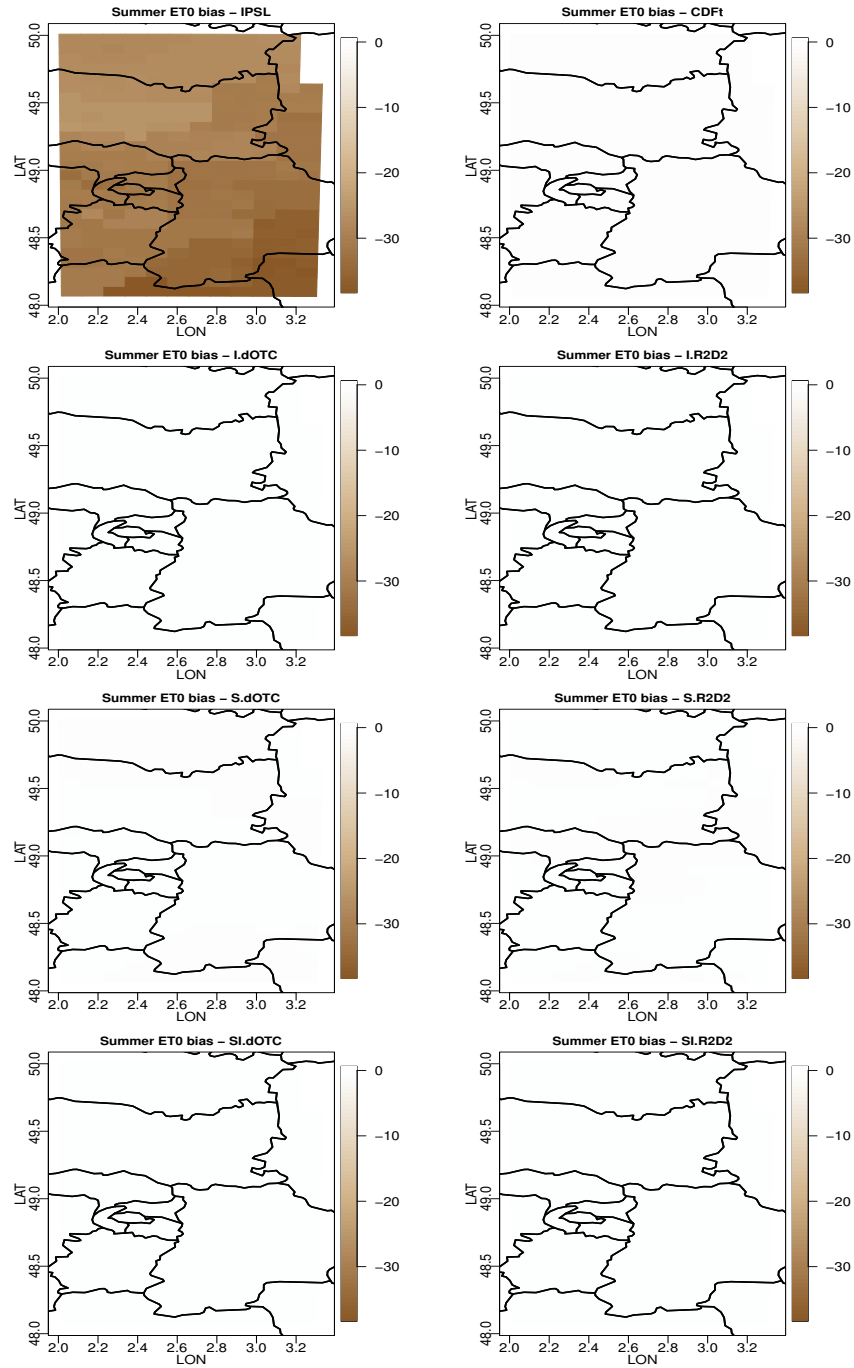 Summer ET0 bias − IPSL
50.0
49.5
49.0
48.5
48.0
LAT
2.0 2.2 2.4 2.6 2.8 3.0 3.2
LON
0
−10
−20
−30
Summer ET0 bias − CDFt
50.0
49.5
49.0
48.5
48.0
LAT
2.0 2.2 2.4 2.6 2.8 3.0 3.2
LON
0
−10
−20
−30
Summer ET0 bias − I.dOTC
50.0
49.5
49.0
48.5
48.0
LAT
2.0 2.2 2.4 2.6 2.8 3.0 3.2
LON
0
−10
−20
−30
Summer ET0 bias − I.R2D2
50.0
49.5
49.0
48.5
48.0
LAT
2.0 2.2 2.4 2.6 2.8 3.0 3.2
LON
0
−10
−20
−30
Summer ET0 bias − S.dOTC
50.0
49.5
49.0
48.5
48.0
LAT
2.0 2.2 2.4 2.6 2.8 3.0 3.2
LON
0
−10
−20
−30
Summer ET0 bias − S.R2D2
50.0
49.5
49.0
48.5
48.0
LAT
2.0 2.2 2.4 2.6 2.8 3.0 3.2
LON
0
−10
−20
−30
Summer ET0 bias − SI.dOTC
50.0
49.5
49.0
48.5
48.0
LAT
2.0 2.2 2.4 2.6 2.8 3.0 3.2
LON
0
−10
−20
−30
Summer ET0 bias − SI.R2D2
50.0
49.5
49.0
48.5
48.0
LAT
2.0 2.2 2.4 2.6 2.8 3.0 3.2
LON
0
−10
−20
−30